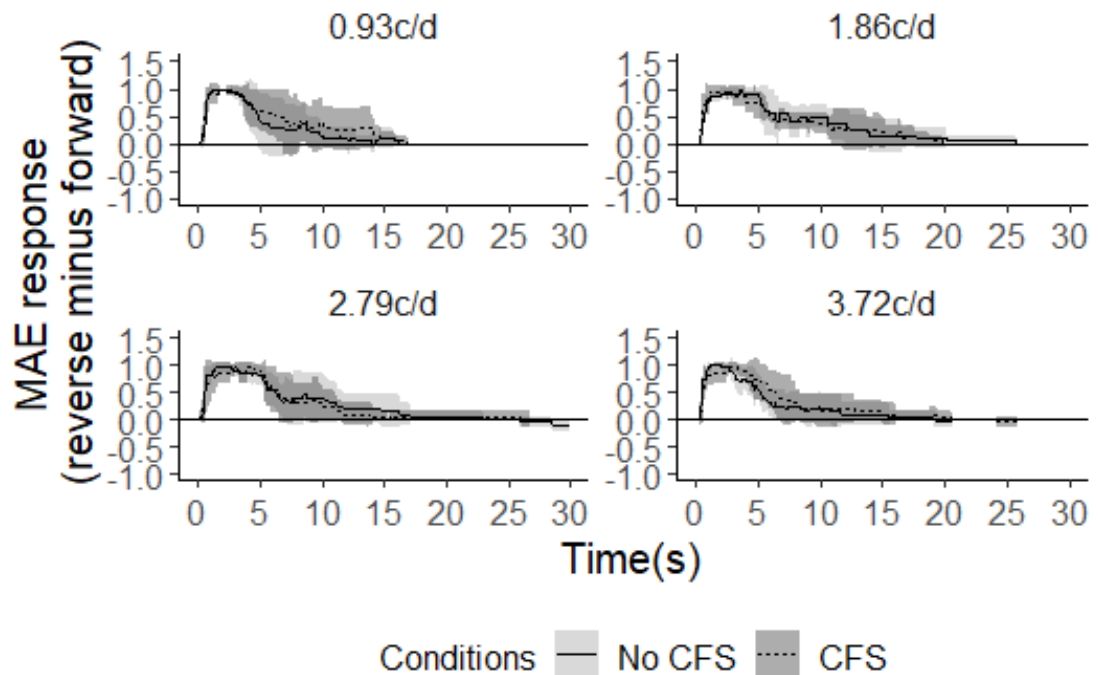 0.93c/d 1.86c/d
1.5 1.5
1.0 1.0
0.5 0.5
0.0 0.0
-0.5 -0.5
-1.0 -1.0
0 5 10 15 20 25 30 0 5 10 15 20 25 30
MAE response
(reverse minus forward)
2.79c/d 3.72c/d
1.5 1.5
1.0 1.0
0.5 0.5
0.0 0.0
-0.5 -0.5
-1.0 -1.0
0 5 10 15 20 25 30 0 5 10 15 20 25 30
Time(s)
Conditions No CFS CFS